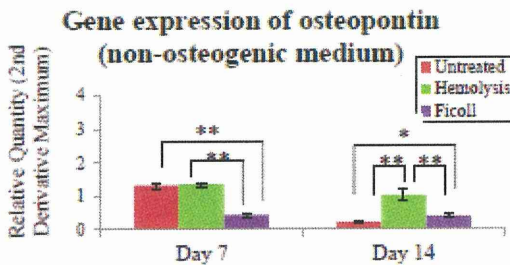 Gene expression of osteopontin
(non-osteogenic medium)
Relative Quantity (2nd
Derivative Maximum)
Untreated
Hemolysis
Ficoll
4
3
2
1
0
**
**
*
** **
Day 7 Day 14